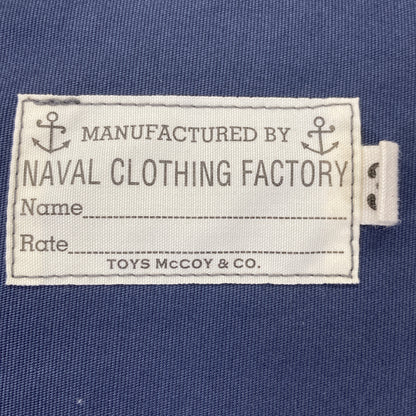 MANUFACTURED BY
NAVAL CLOTHING FACTORY
Name
Rate
TOYS McCOY & CO.